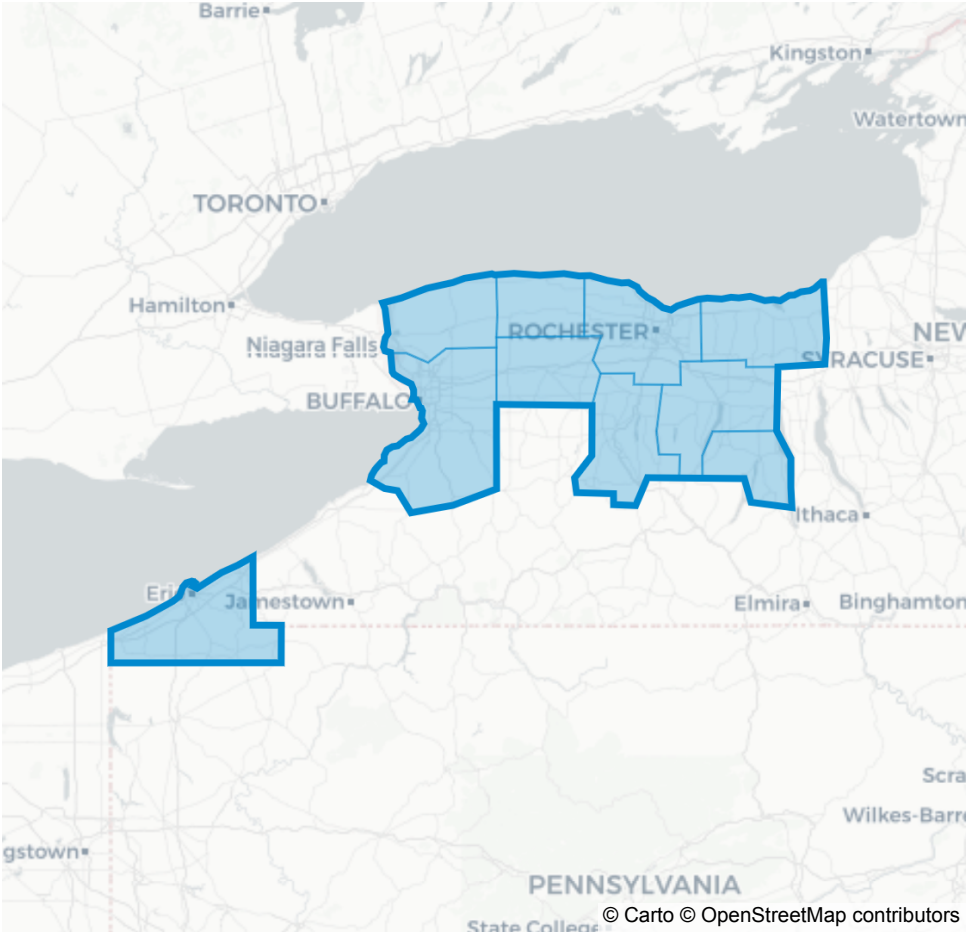 Barrie
Kingston
Watertown
TORONTO
Hamilton
ROCHESTER
NEW
Niagara Falls
SYRACUSE
BUFFALO
Ithaca
Erie
Jamestown
Elmira
Binghamton
Scra
Wilkes-Barre
gstown
PENNSYLVANIA
© Carto © OpenStreetMap contributors
State College